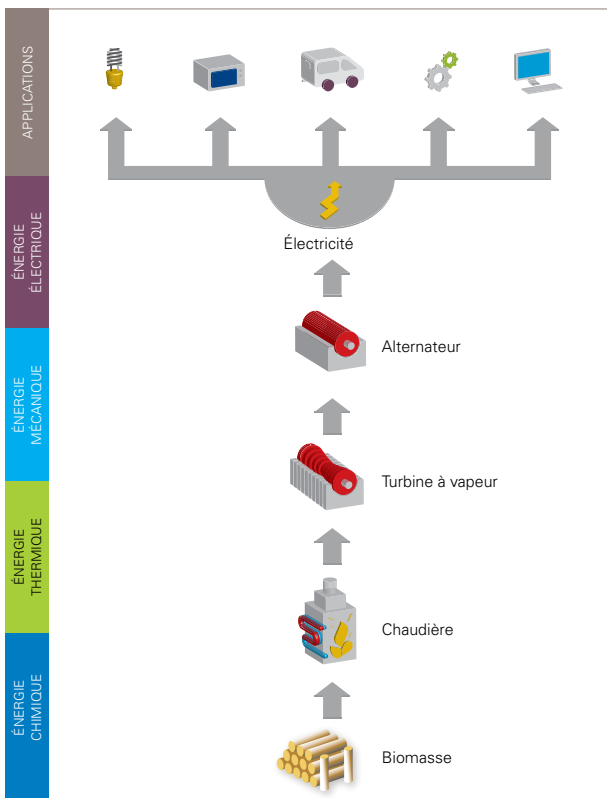 APPLICATIONS
Électricité
ÉNERGIE
ÉLECTRIQUE
Alternateur
ÉNERGIE
MÉCANIQUE
Turbine à vapeur
ÉNERGIE
THERMIQUE
Chaudière
ÉNERGIE
CHIMIQUE
Biomasse